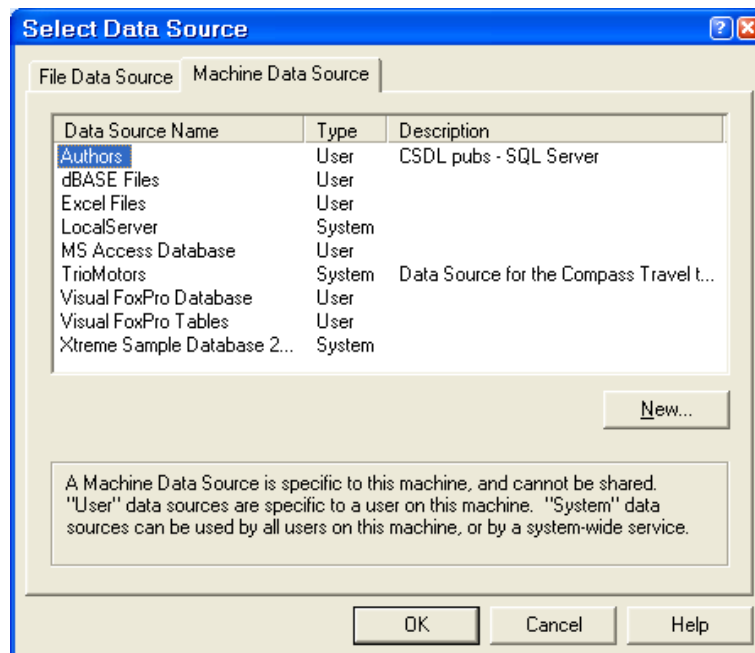 Select Data Source
File Data Source Machine Data Source
Data Source Name Type Description
Authors User CSDL pubs - SQL Server
dBASE Files User
Excel Files User
LocalServer System
MS Access Database User
TrioMotors System Data Source for the Compass Travel t...
Visual FoxPro Database User
Visual FoxPro Tables User
Xtreme Sample Database 2... System
New...
A Machine Data Source is specific to this machine, and cannot be shared.
"User" data sources are specific to a user on this machine. "System" data
sources can be used by all users on this machine, or by a system-wide service.
OK Cancel Help